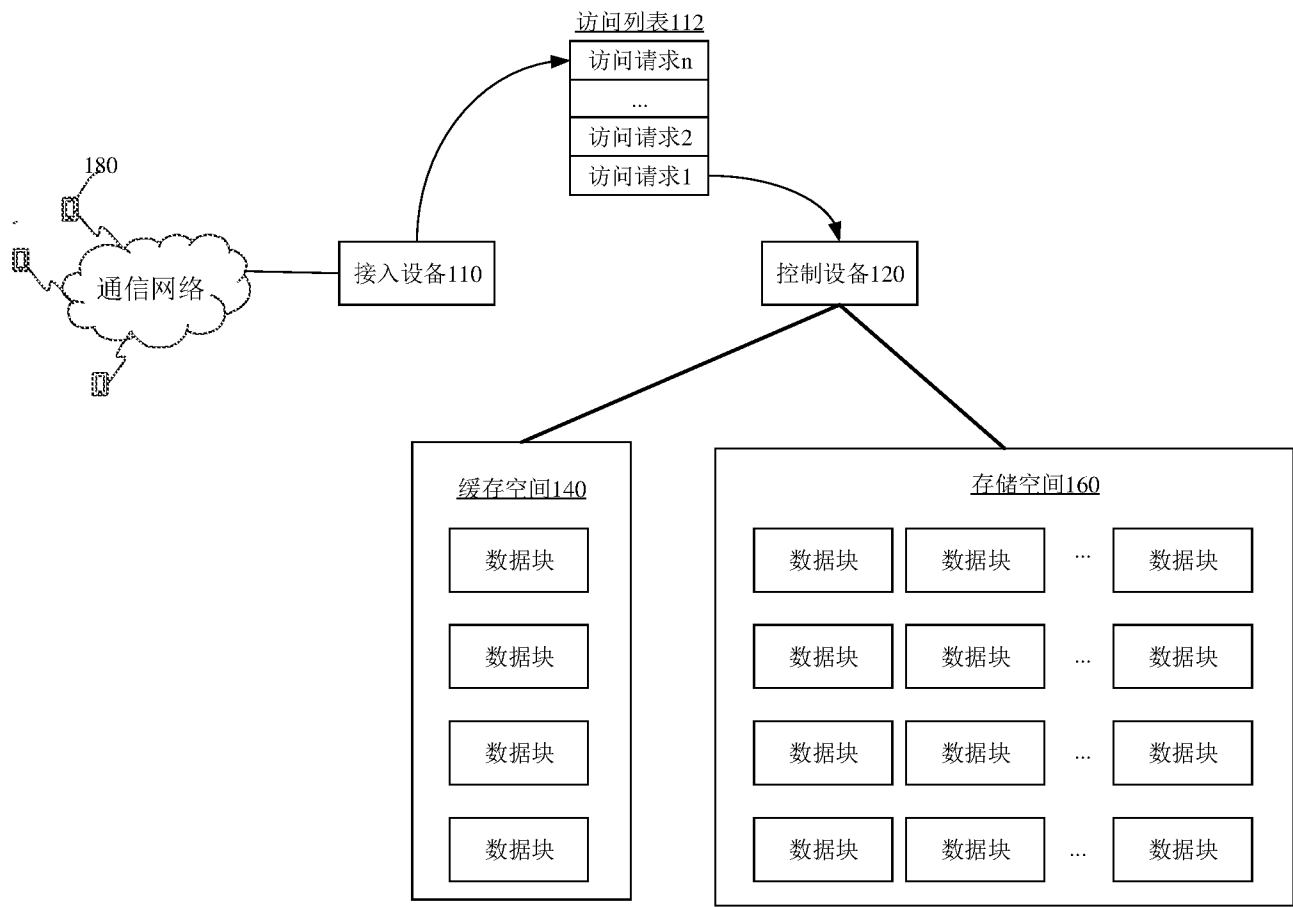 访问列表112
访问请求n
...
访问请求2
访问请求1
180
通信网络
接入设备110
控制设备120
缓存空间140
数据块
数据块
数据块
数据块
存储空间160
数据块 数据块 ... 数据块
数据块 数据块 ... 数据块
数据块 数据块 ... 数据块
数据块 数据块 ... 数据块